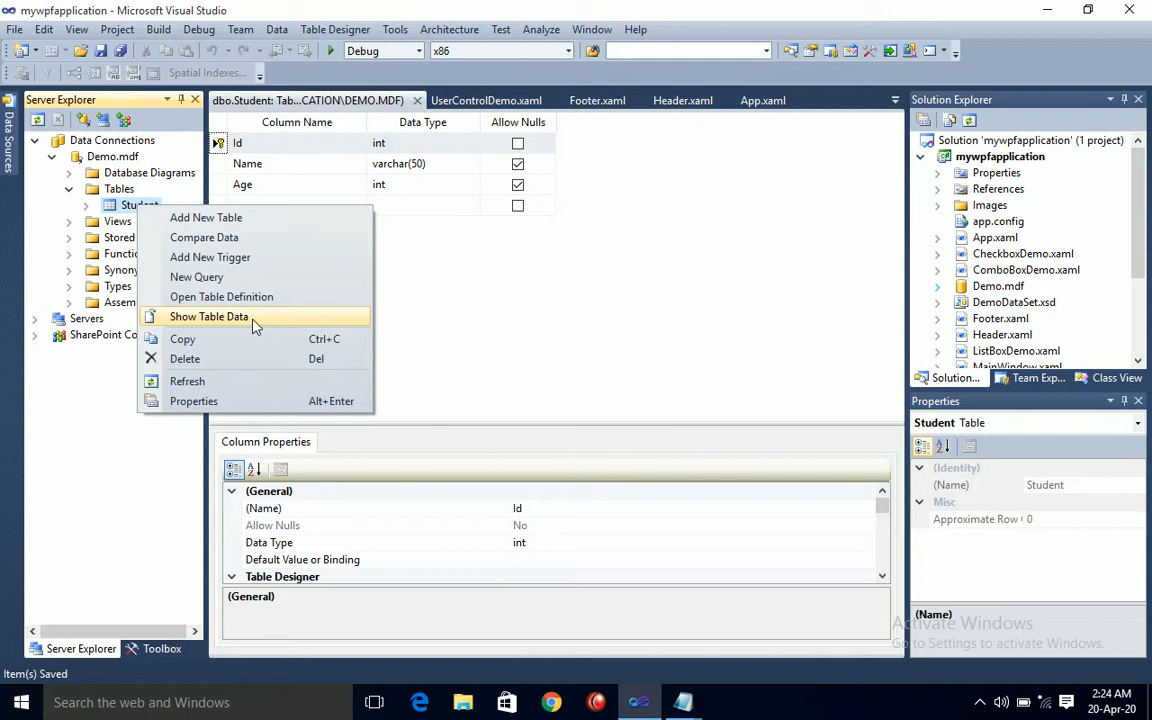 mywpfapplication - Microsoft Visual Studio
File Edit View Project Build Debug Team Data Table Designer Tools Architecture Test Analyze Window Help
Debug x86
Spatial Indexes...
Data Sources
Server Explorer
Data Connections
Demo.mdf
Database Diagrams
Tables
Student
Views
Stored
Functi
Synony
Types
Assem
Servers
SharePoint Co
Server Explorer Toolbox
dbo.Student: Tab...CATION\DEMO.MDF) UserControlDemo.xaml Footer.xaml Header.xaml App.xaml
Column Name Data Type Allow Nulls
Id int
Name varchar(50)
Age int
Add New Table
Compare Data
Add New Trigger
New Query
Open Table Definition
Show Table Data
Copy Ctrl+C
Delete Del
Refresh
Properties Alt+Enter
Column Properties
(General)
(Name) Id
Allow Nulls No
Data Type int
Default Value or Binding
Table Designer
(General)
Solution Explorer
Solution 'mywpfapplication' (1 project)
mywpfapplication
Properties
References
Images
app.config
App.xaml
CheckboxDemo.xaml
ComboBoxDemo.xaml
Demo.mdf
DemoDataSet.xsd
Footer.xaml
Header.xaml
ListBoxDemo.xaml
MainWindow.xaml
Solution... Team Exp... Class View
Properties
Student Table
(Identity)
(Name) Student
Misc
Approximate Row 0
(Name)
Activate Windows
Go to Settings to activate Windows.
Item(s) Saved
Search the web and Windows
2:24 AM
20-Apr-20